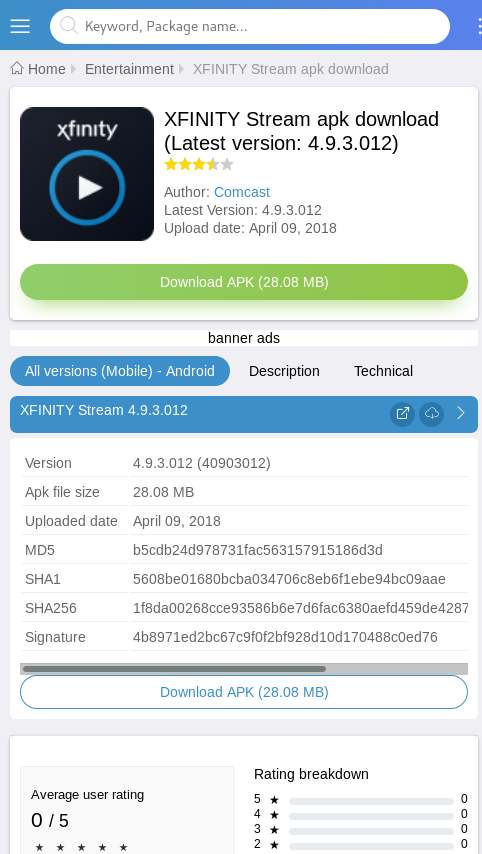 Keyword, Package name...
Home Entertainment XFINITY Stream apk download
xfinity
XFINITY Stream apk download
(Latest version: 4.9.3.012)
Author: Comcast
Latest Version: 4.9.3.012
Upload date: April 09, 2018
Download APK (28.08 MB)
banner ads
All versions (Mobile) - Android Description Technical
XFINITY Stream 4.9.3.012
Version 4.9.3.012 (40903012)
Apk file size 28.08 MB
Uploaded date April 09, 2018
MD5 b5cdb24d978731fac563157915186d3d
SHA1 5608be01680bcba034706c8eb6f1ebe94bc09aae
SHA256 1f8da00268cce93586b6e7d6fac6380aefd459de4287
Signature 4b8971ed2bc67c9f0f2bf928d10d170488c0ed76
Download APK (28.08 MB)
Average user rating
0 / 5
Rating breakdown
5 ★ 0
4 ★ 0
3 ★ 0
2 ★ 0